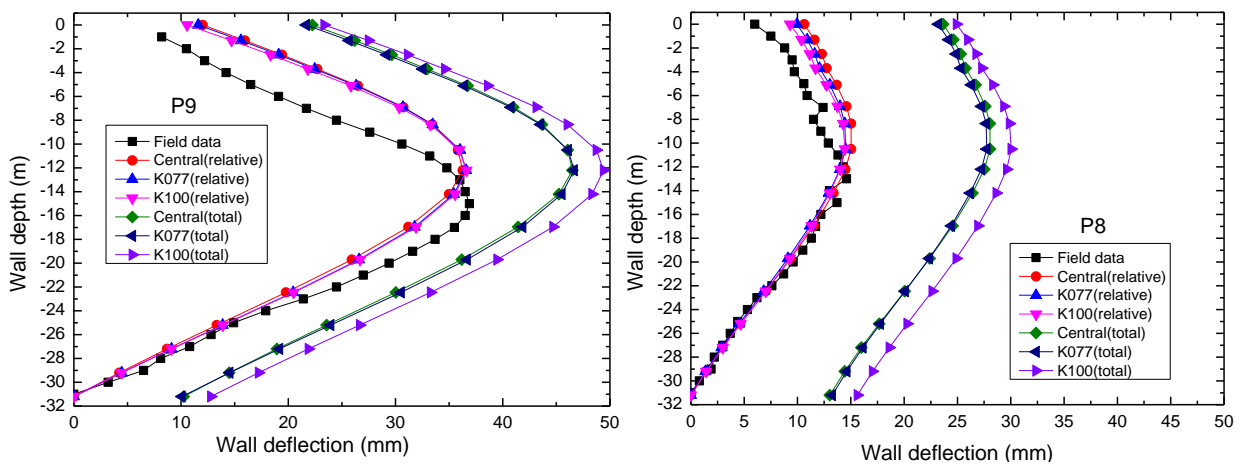 0
-2
-4
-6
-8
-10
-12
-14
-16
-18
-20
-22
-24
-26
-28
-30
-32
Wall depth (m)
P9
Field data
Central(relative)
K077(relative)
K100(relative)
Central(total)
K077(total)
K100(total)
0 10 20 30 40 50
Wall deflection (mm)
0
-2
-4
-6
-8
-10
-12
-14
-16
-18
-20
-22
-24
-26
-28
-30
-32
Wall depth (m)
P8
Field data
Central(relative)
K077(relative)
K100(relative)
Central(total)
K077(total)
K100(total)
0 5 10 15 20 25 30 35 40 45 50
Wall deflection (mm)